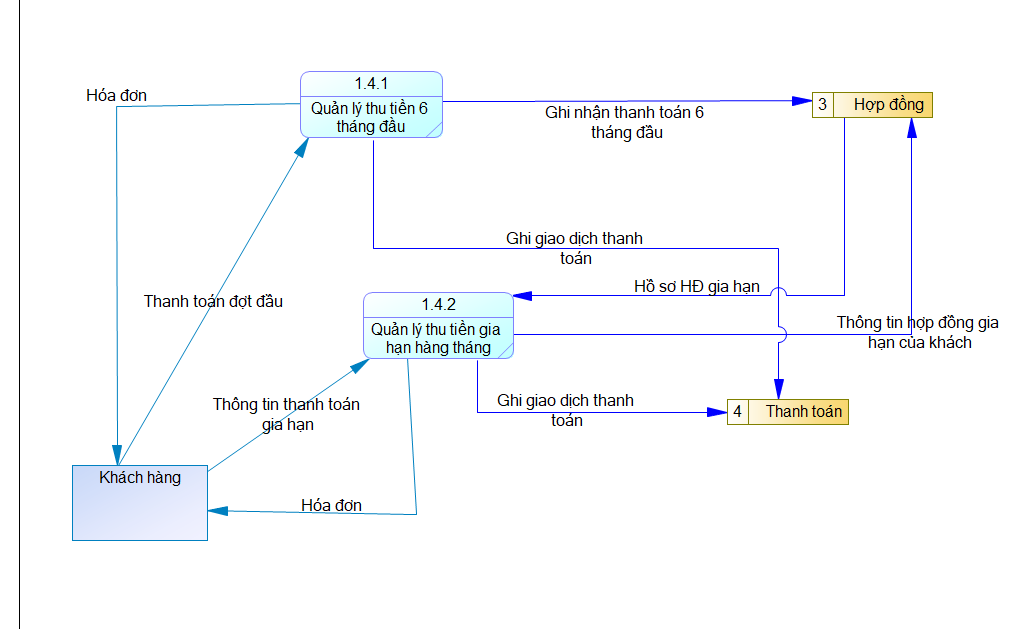 1.4.1
Hóa đơn
Quản lý thu tiền 6
tháng đầu
3
Hợp đồng
Ghi nhận thanh toán 6
tháng đầu
Ghi giao dịch thanh
toán
Hồ sơ HĐ gia hạn
Thanh toán đợt đầu
1.4.2
Quản lý thu tiền gia
hạn hàng tháng
Thông tin hợp đồng gia
hạn của khách
Thông tin thanh toán
gia hạn
Ghi giao dịch thanh
toán
4
Thanh toán
Khách hàng
Hóa đơn